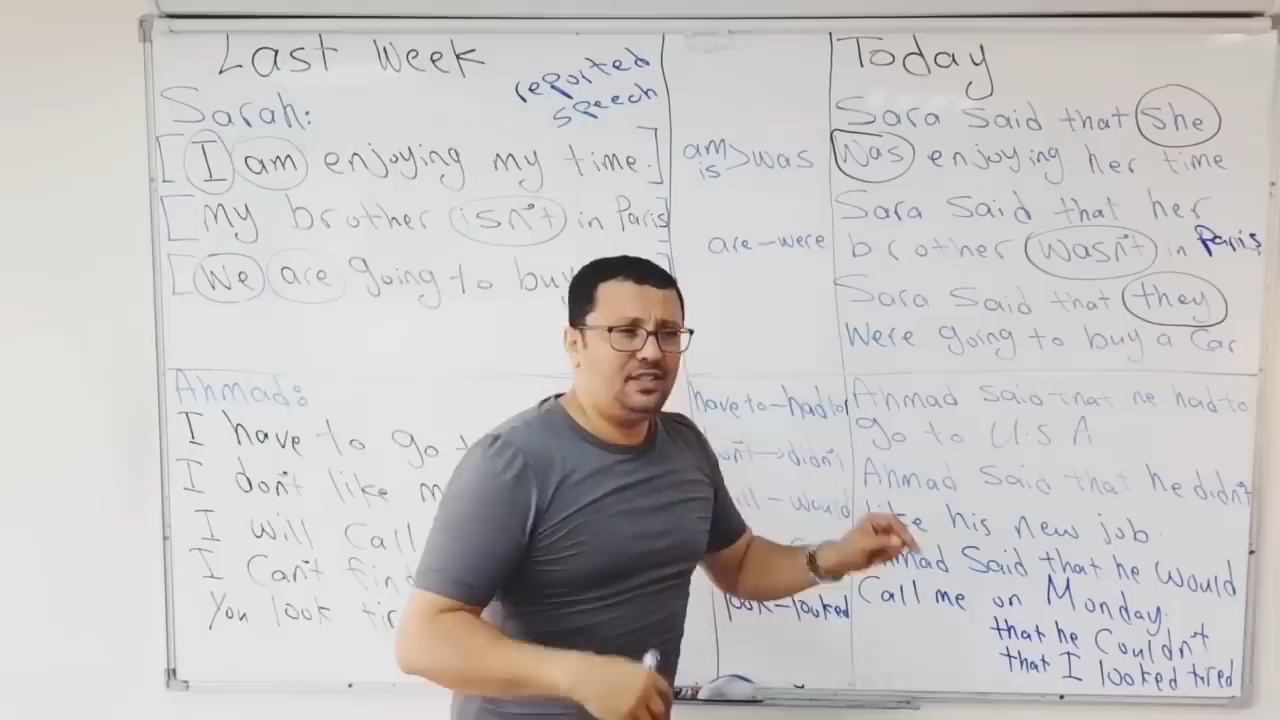 Last Week
reported
speech
Sarah:
[ I am enjoying my time. ]
[ My brother isn't in Paris
[ We are going to buy ]
Ahmad:
I have to go
I don't like
I will call
I can't find
You look
am
is > was
are – were
have to – had to
→ didn't
– would
look – looked
Today
Sara said that she
was enjoying her time
Sara said that her
brother wasn't in Paris
Sara said that they
were going to buy a car
Ahmad said that he had to
go to U.S.A
Ahmad said that he didn't
like his new job.
Ahmad said that he would
call me on Monday.
that he couldn't
that I looked tired